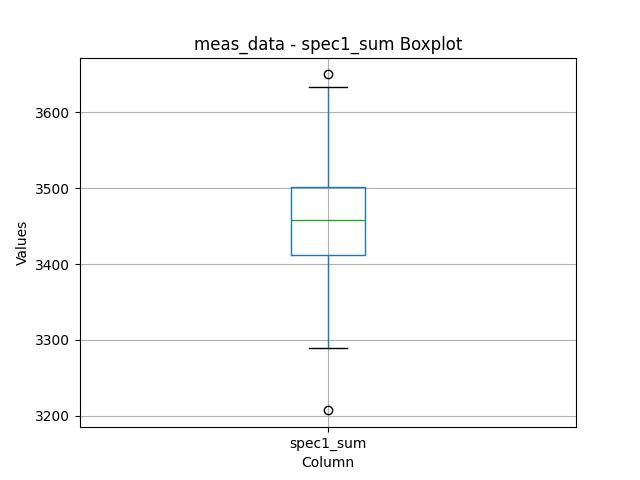 meas_data - spec1_sum Boxplot
3600
3500
3400
3300
3200
Values
spec1_sum
Column